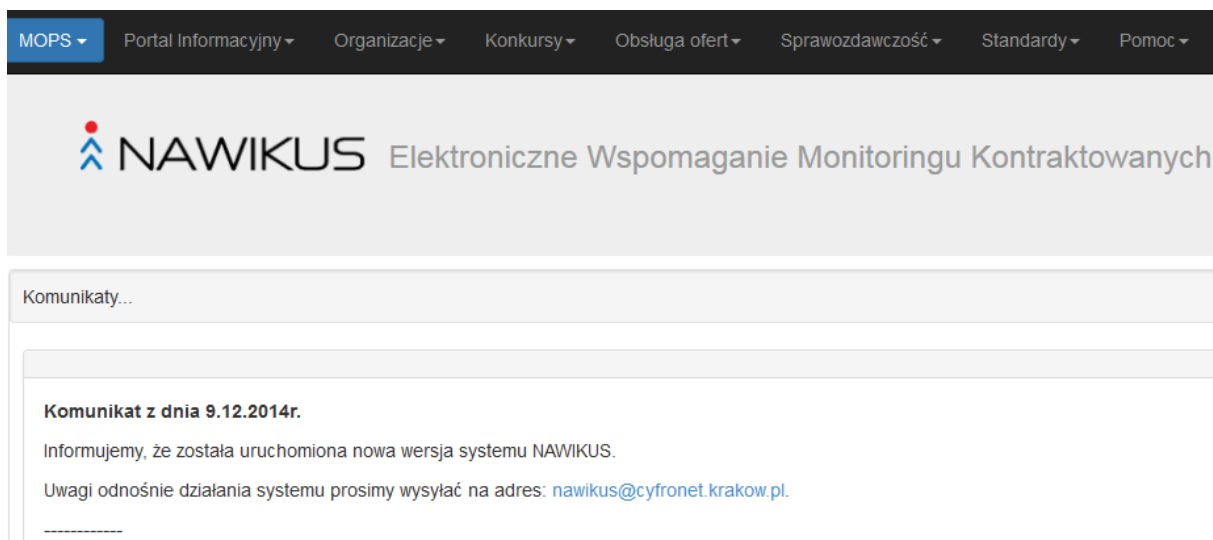 MOPS Portal Informacyjny Organizacje Konkursy Obsługa ofert Sprawozdawczość Standardy Pomoc
NAWIKUS Elektroniczne Wspomaganie Monitoringu Kontraktowanych
Komunikaty...
Komunikat z dnia 9.12.2014r.
Informujemy, że została uruchomiona nowa wersja systemu NAWIKUS.
Uwagi odnośnie działania systemu prosimy wysyłać na adres: nawikus@cyfronet.krakow.pl.
------------